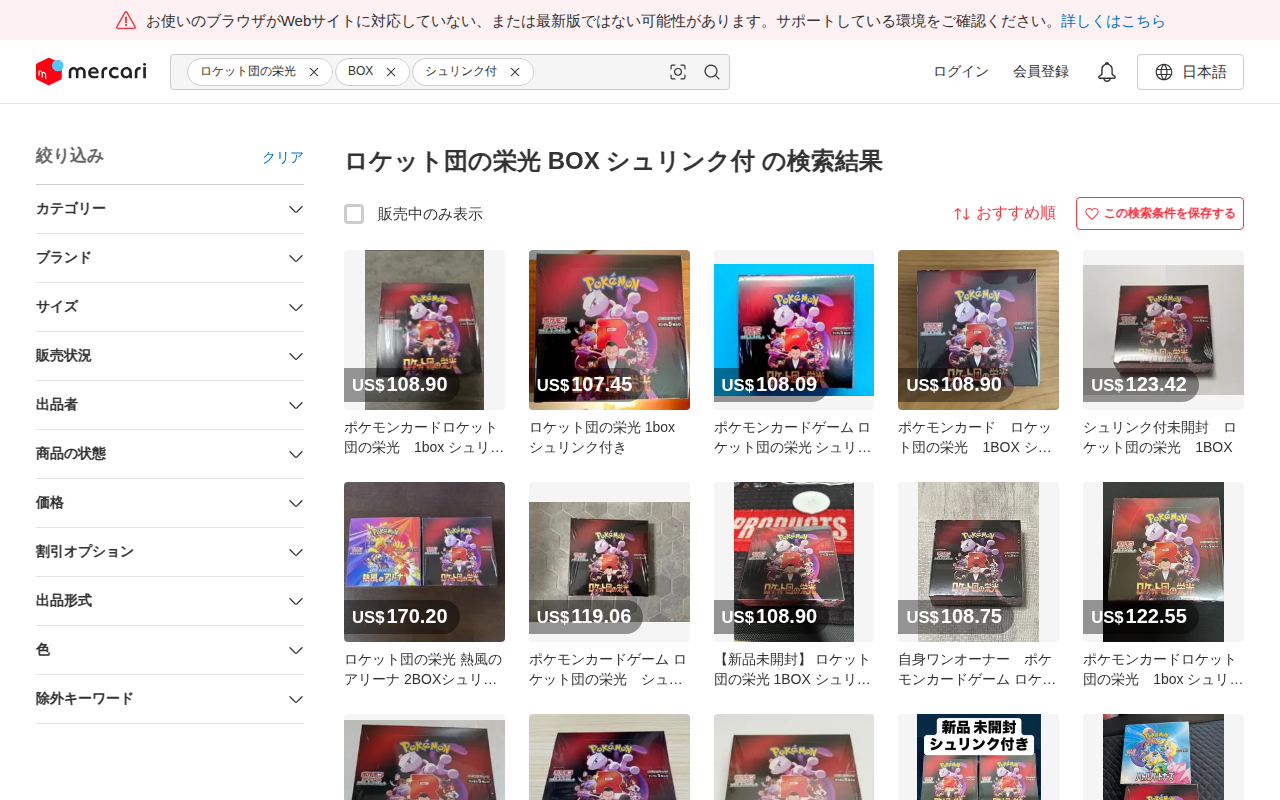 お使いのブラウザがWebサイトに対応していない、または最新版ではない可能性があります。サポートしている環境をご確認ください。詳しくはこちら
mercari
ロケット団の栄光
BOX
シュリンク付
ログイン
会員登録
日本語
絞り込み
クリア
カテゴリー
ブランド
サイズ
販売状況
出品者
商品の状態
価格
割引オプション
出品形式
色
除外キーワード
ロケット団の栄光 BOX シュリンク付 の検索結果
販売中のみ表示
おすすめ順
この検索条件を保存する
US$108.90
ポケモンカードロケット
団の栄光　1box シュリ…
US$107.45
ロケット団の栄光 1box
シュリンク付き
US$108.09
ポケモンカードゲーム ロ
ケット団の栄光 シュリ…
US$108.90
ポケモンカード　ロケッ
ト団の栄光　1BOX シ…
US$123.42
シュリンク付未開封　ロ
ケット団の栄光　1BOX
US$170.20
ロケット団の栄光 熱風の
アリーナ 2BOXシュリ…
US$119.06
ポケモンカードゲーム ロ
ケット団の栄光　シュ…
PRODUCTS
US$108.90
【新品未開封】 ロケット
団の栄光 1BOX シュリ…
US$108.75
自身ワンオーナー　ポケ
モンカードゲーム ロケ…
US$122.55
ポケモンカードロケット
団の栄光　1box シュリ…
新品 未開封
シュリンク付き